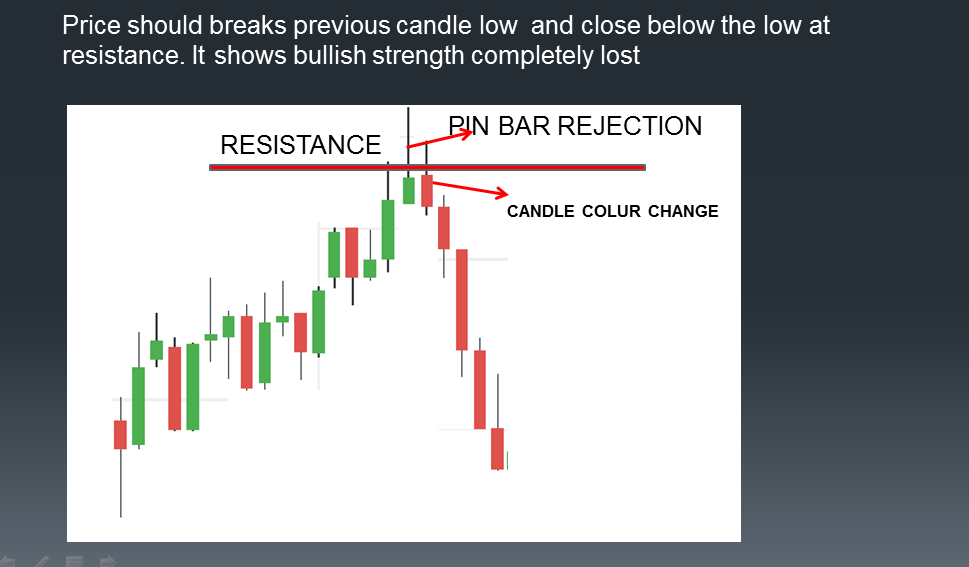 Price should breaks previous candle low and close below the low at
resistance. It shows bullish strength completely lost
PIN BAR REJECTION
RESISTANCE
CANDLE COLUR CHANGE